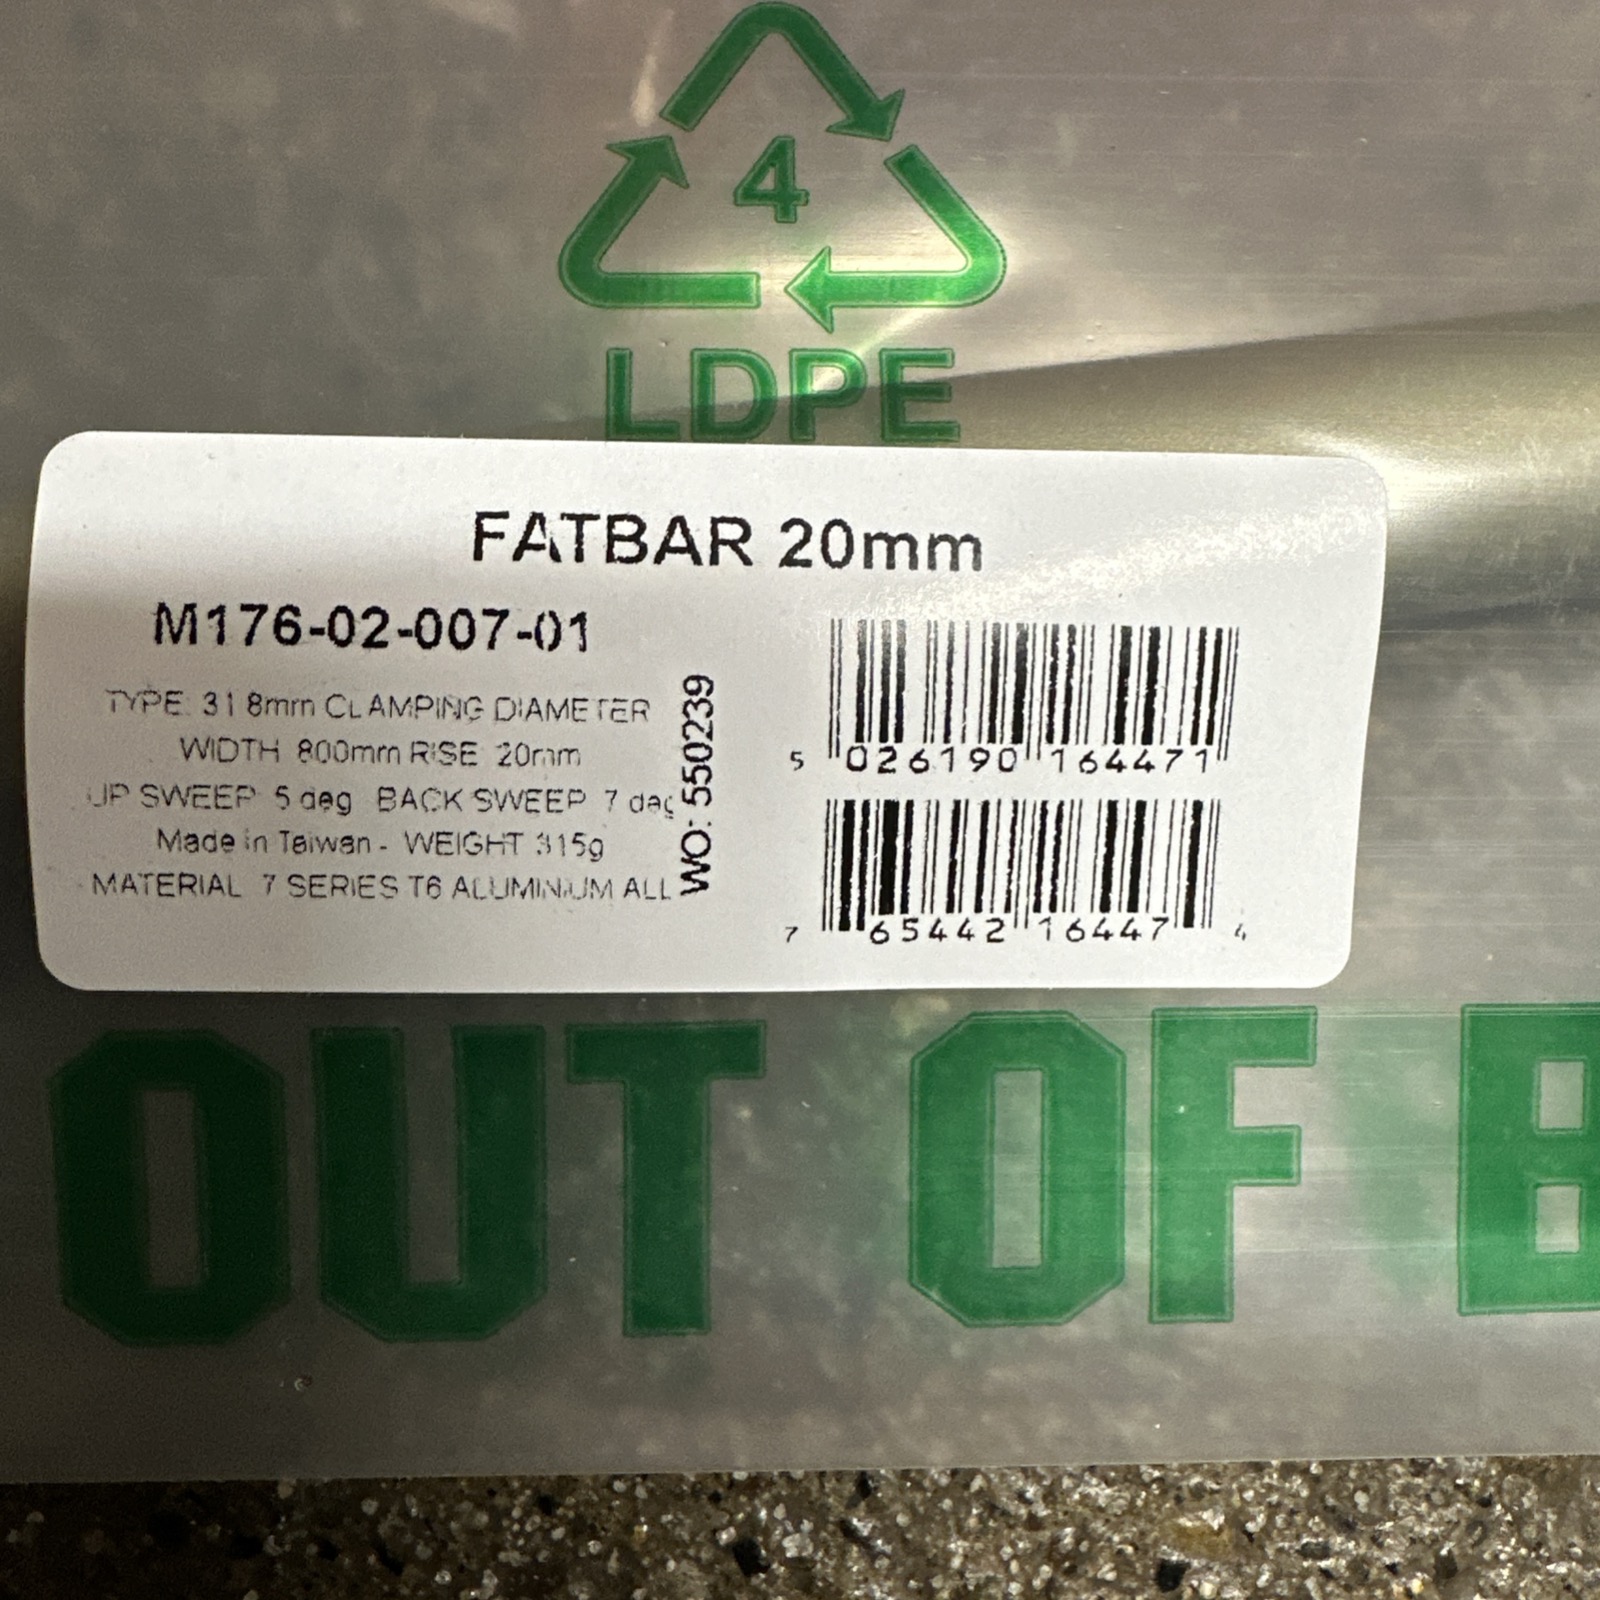 4
LDPE
FATBAR 20mm
M176-02-007-01
TYPE: 31.8mm CLAMPING DIAMETER
WIDTH 800mm RISE 20mm
UP SWEEP 5 deg BACK SWEEP 7 deg
Made in Taiwan - WEIGHT 315g
MATERIAL 7 SERIES T6 ALUMINIUM ALL
WO: 550239
5 026190 164471
7 65442 16447 4
OUT OF B